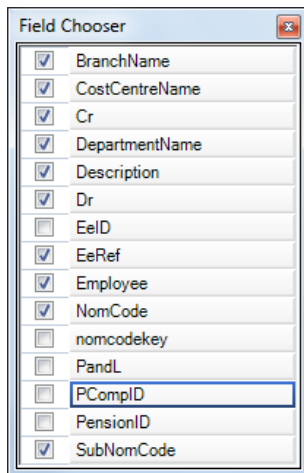 Field Chooser
BranchName
CostCentreName
Cr
DepartmentName
Description
Dr
EeID
EeRef
Employee
NomCode
nomcodekey
PandL
PCompID
PensionID
SubNomCode